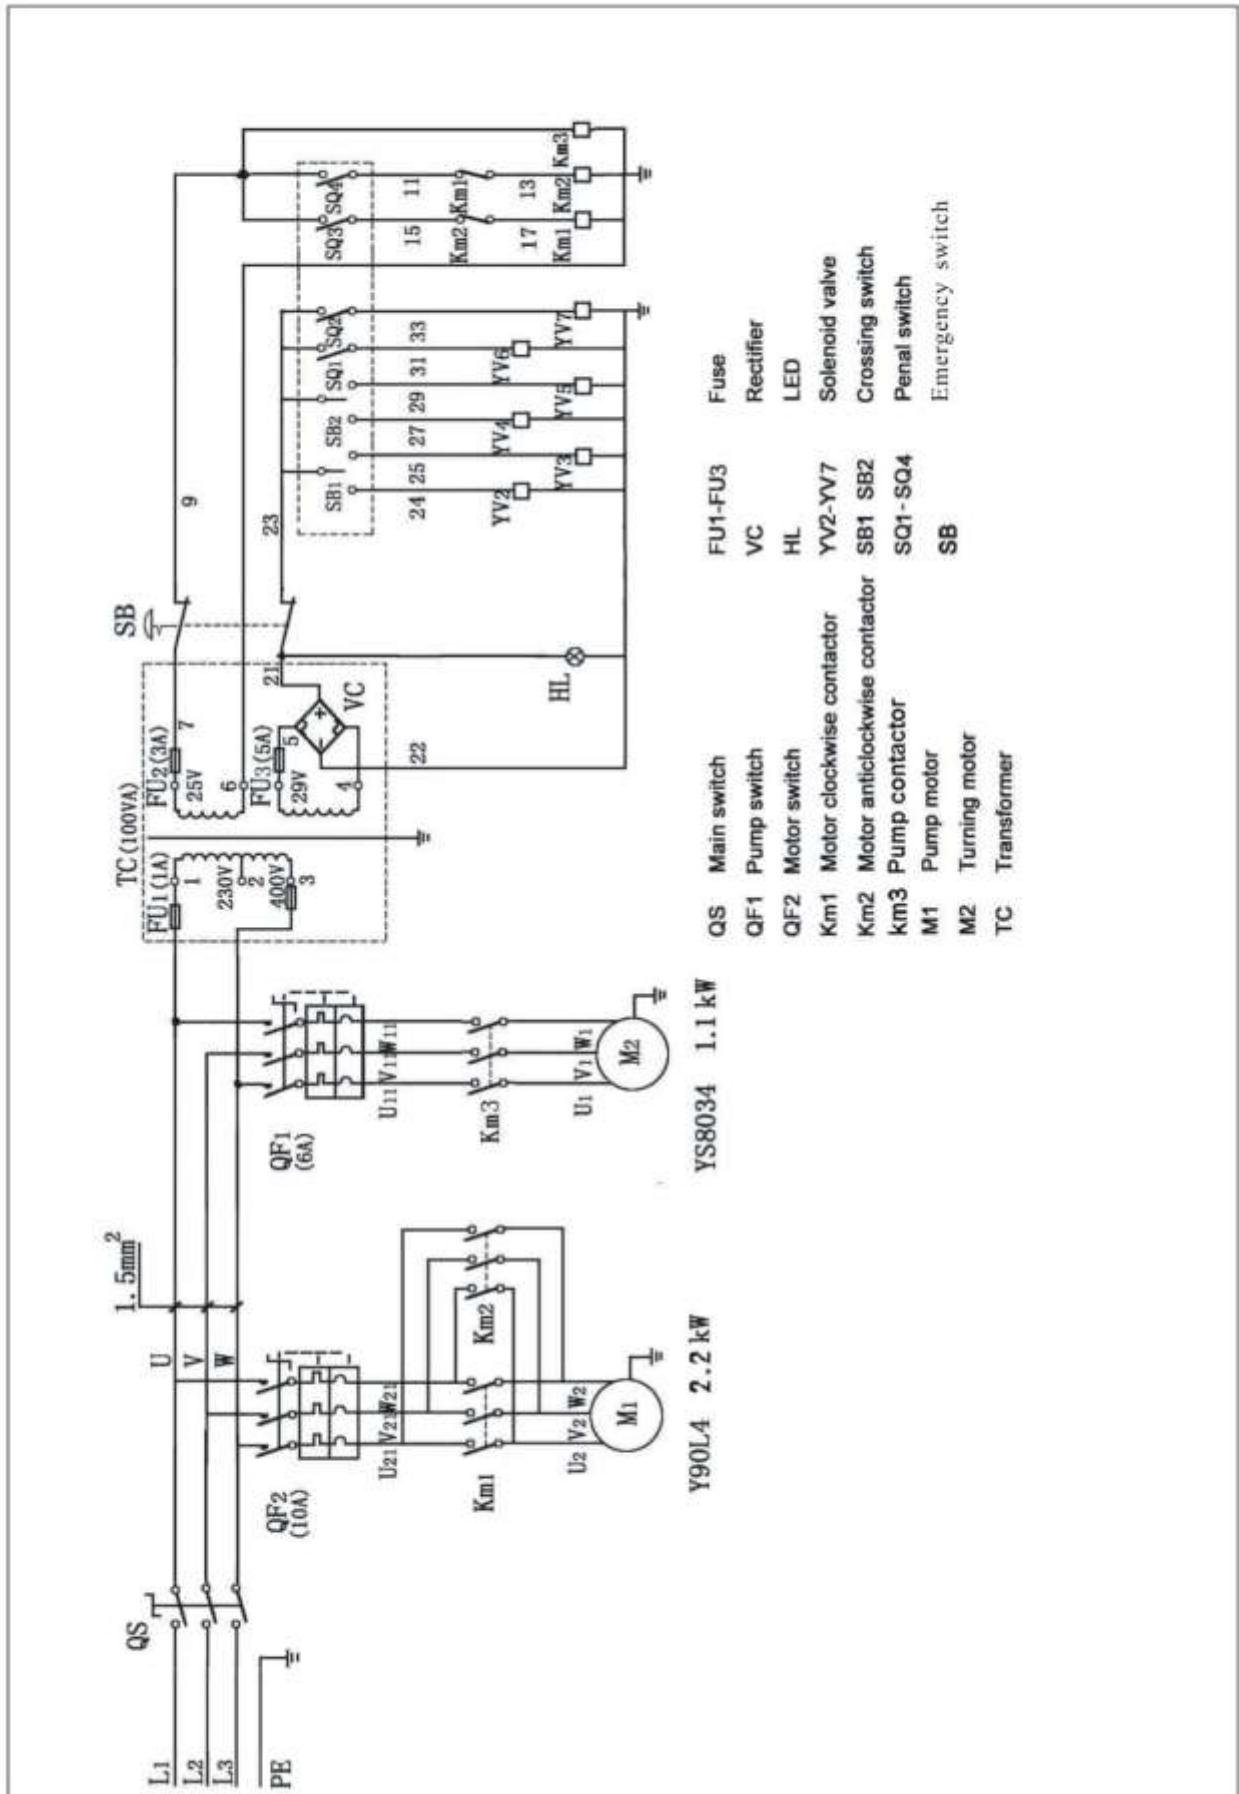 L1
L2
L3
PE
QS
U
V
W
1.5mm²
QF2
(10A)
U21
V21
W21
Km1
Km2
U2
V2
W2
M1
Y90L4 2.2kW
QF1
(6A)
U11
V11
W11
Km3
U1
V1
W1
M2
YS8034 1.1kW
TC(100VA)
FU1(1A)
1
230V
2
400V
3
FU2(3A)
25V
7
6
FU3(5A)
29V
5
4
VC
21
22
HL
SB
9
23
SB1
SB2
SQ1
SQ2
SQ3
SQ4
24
25
27
29
31
33
15
11
Km2
Km1
17
13
YV2
YV3
YV4
YV5
YV6
YV7
Km1
Km2
Km3
QS Main switch
QF1 Pump switch
QF2 Motor switch
Km1 Motor clockwise contactor
Km2 Motor anticlockwise contactor
km3 Pump contactor
M1 Pump motor
M2 Turning motor
TC Transformer
FU1-FU3 Fuse
VC Rectifier
HL LED
YV2-YV7 Solenoid valve
SB1 SB2 Crossing switch
SQ1-SQ4 Penal switch
SB Emergency switch